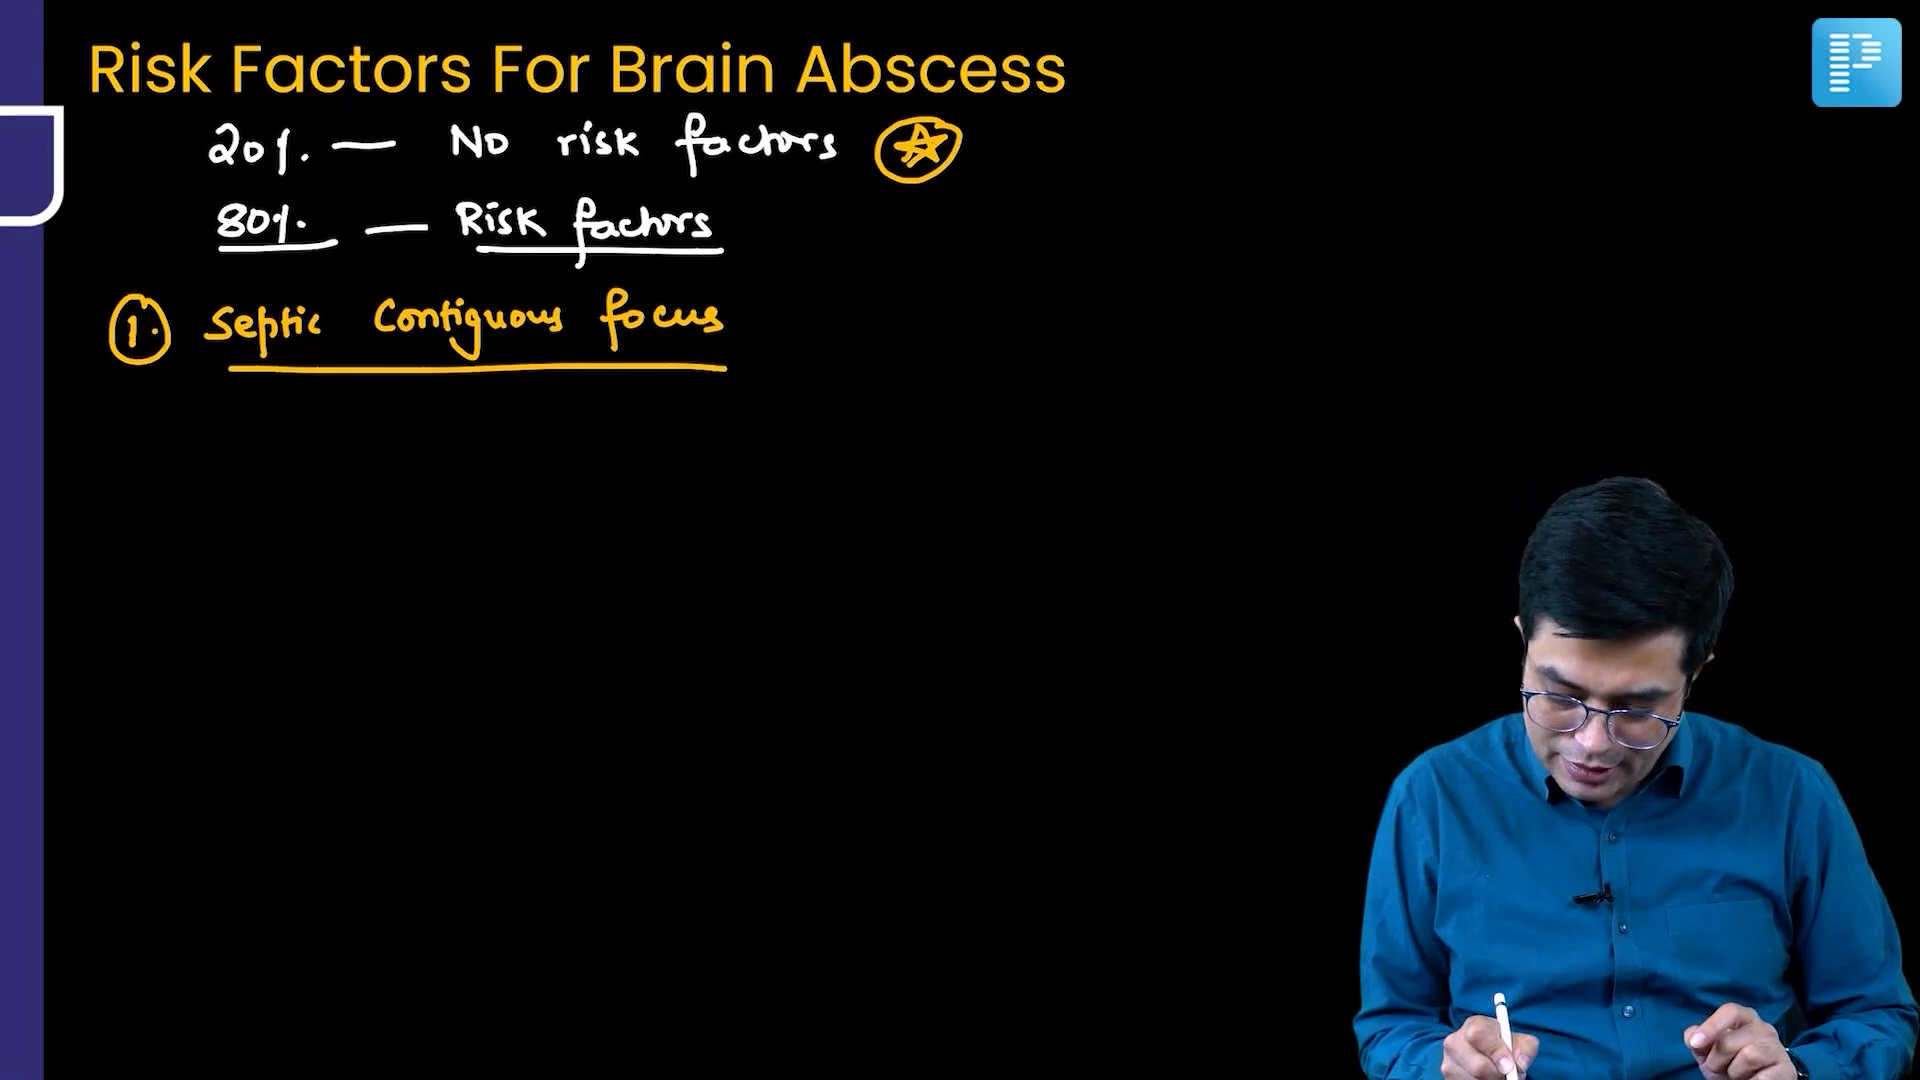 Risk Factors For Brain Abscess
20%. — No risk factors
80%. — Risk factors
1. Septic Contiguous focus